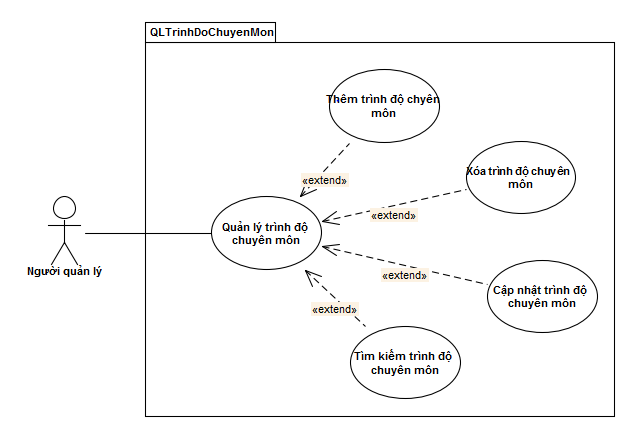 QLTrinhDoChuyenMon
Thêm trình độ chyên
môn
«extend»
Xóa trình độ chuyên
môn
«extend»
Quản lý trình độ
chuyên môn
Người quản lý
«extend»
Cập nhật trình độ
chuyên môn
«extend»
Tìm kiếm trình độ
chuyên môn